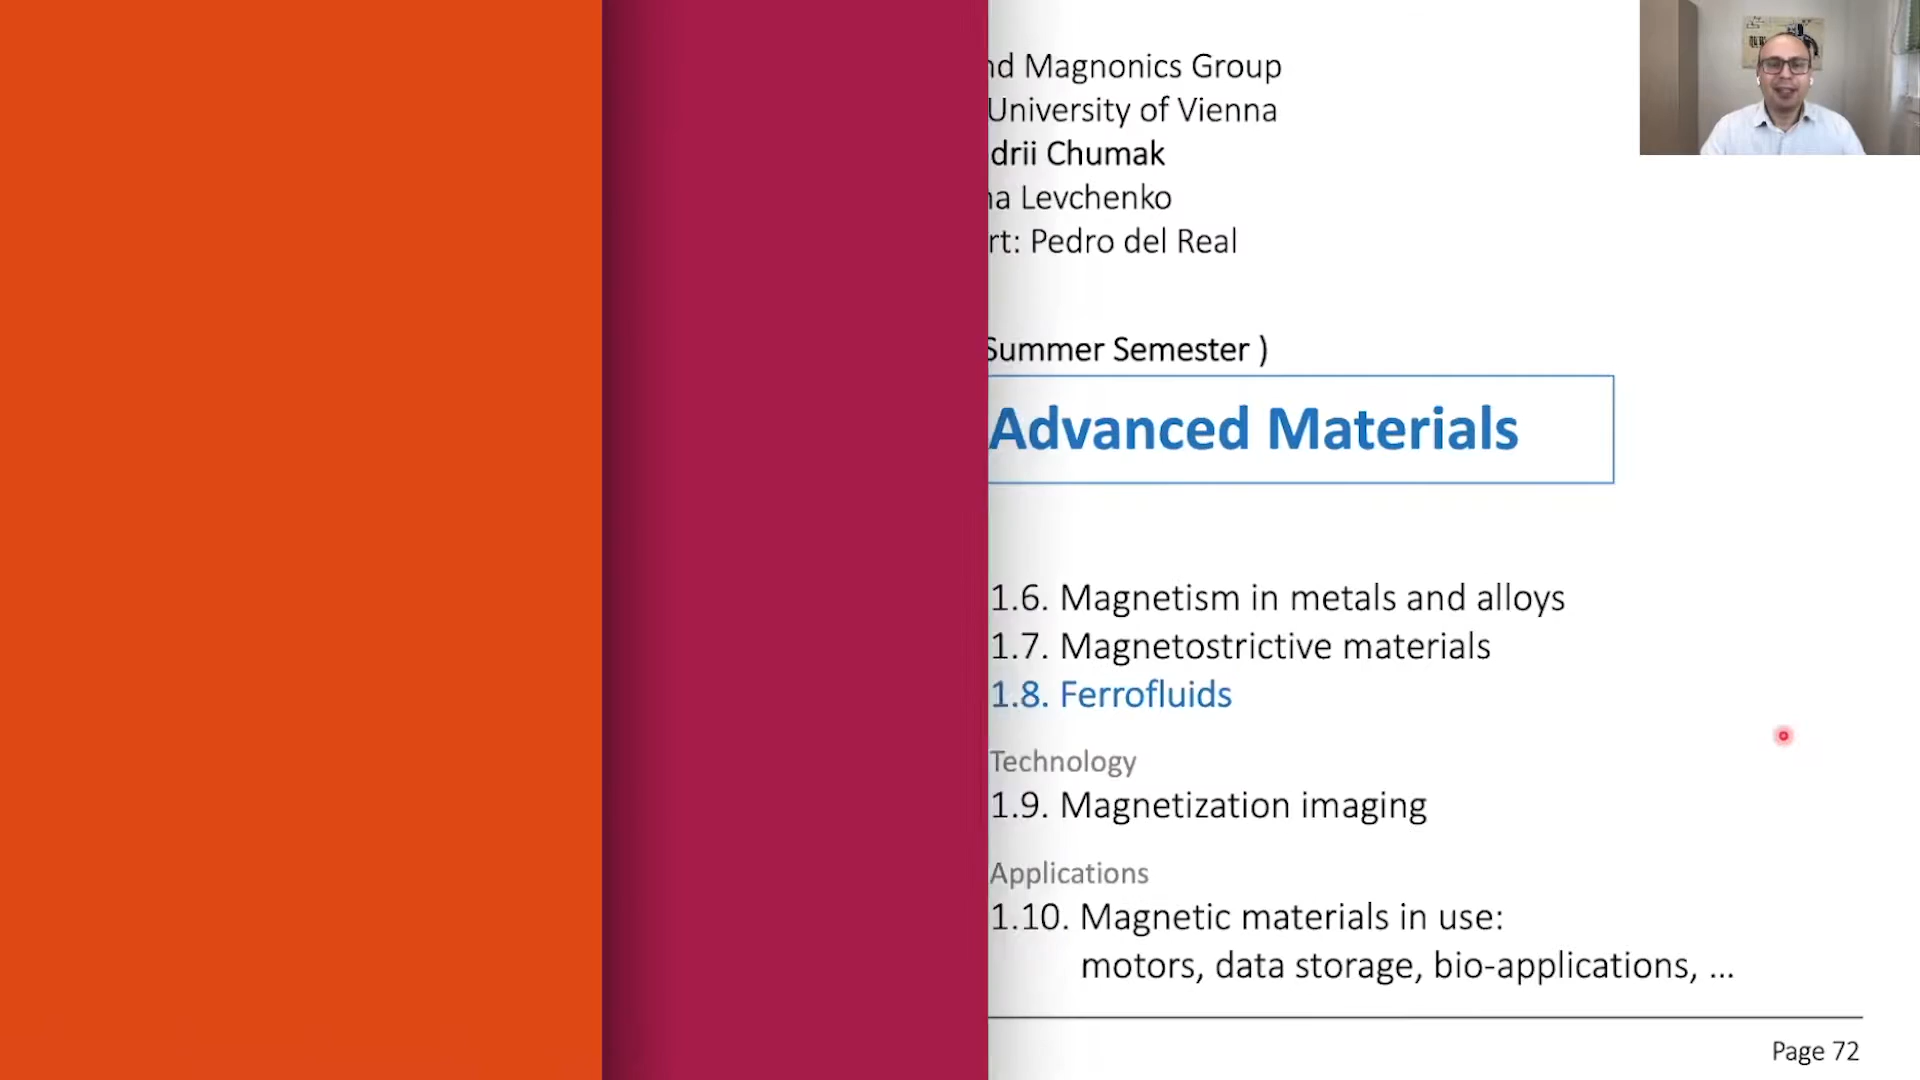 nd Magnonics Group
University of Vienna
drii Chumak
na Levchenko
rt: Pedro del Real
Summer Semester )
Advanced Materials
1.6. Magnetism in metals and alloys
1.7. Magnetostrictive materials
1.8. Ferrofluids
Technology
1.9. Magnetization imaging
Applications
1.10. Magnetic materials in use:
motors, data storage, bio-applications, ...
Page 72